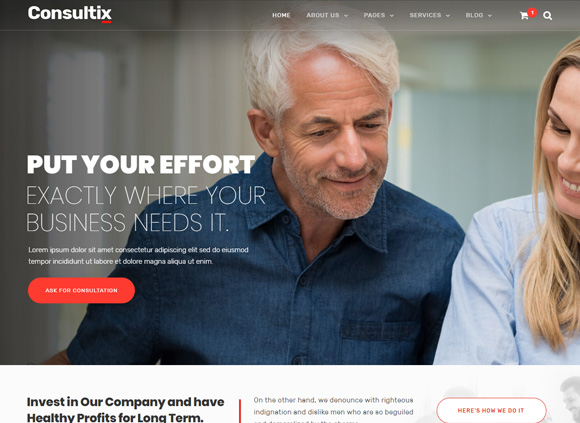 Consultix
HOME ABOUT US PAGES SERVICES BLOG 1
PUT YOUR EFFORT
EXACTLY WHERE YOUR
BUSINESS NEEDS IT.
Lorem ipsum dolor sit amet consectetur adipiscing elit sed do eiusmod
tempor incididunt ut labore et dolore magna aliqua ut enim.
ASK FOR CONSULTATION
Invest in Our Company and have
Healthy Profits for Long Term.
On the other hand, we denounce with righteous
indignation and dislike men who are so beguiled
HERE'S HOW WE DO IT